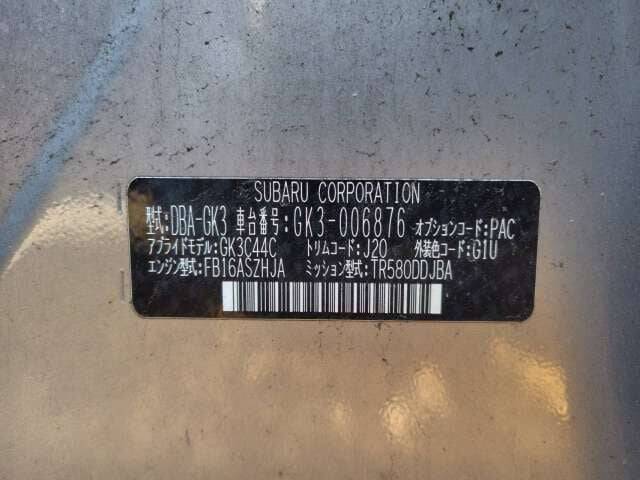 SUBARU CORPORATION
型式:DBA-GK3 車台番号:GK3-006876 オプションコード:PAC
アプライドモデル:GK3C44C トリムコード:J20 外装色コード:G1U
エンジン型式:FB16ASZHJA ミッション型式:TR580DDJBA